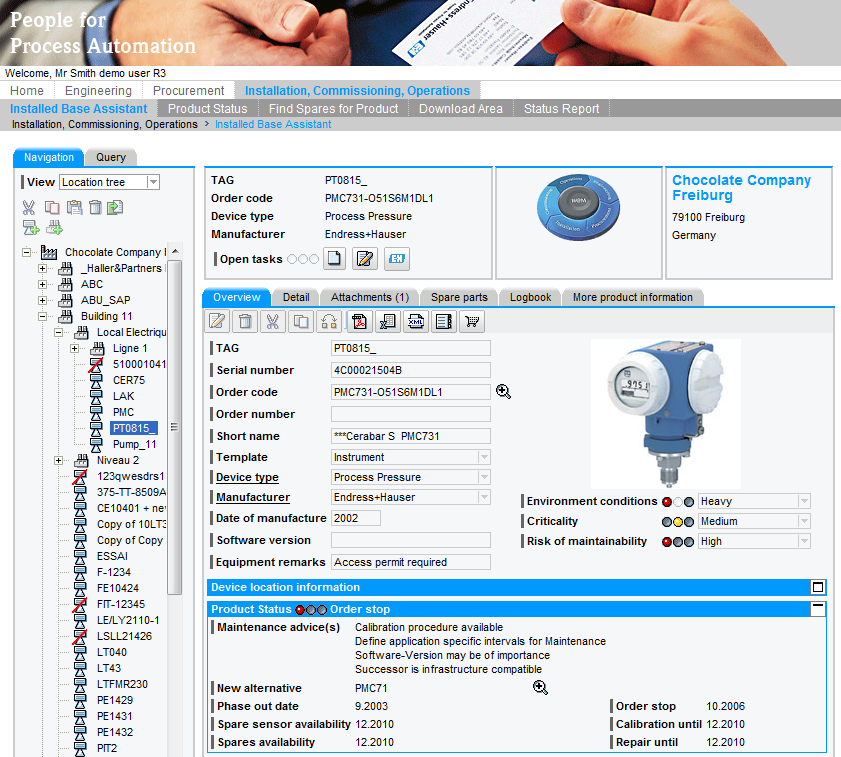 People for
Process Automation
Endress+Hauser
Welcome, Mr Smith demo user R3
Home Engineering Procurement Installation, Commissioning, Operations
Installed Base Assistant Product Status Find Spares for Product Download Area Status Report
Installation, Commissioning, Operations > Installed Base Assistant
Navigation Query
View Location tree
Chocolate Company
_Haller&Partners
ABC
ABU_SAP
Building 11
Local Electriqu
Ligne 1
510001041
CER75
LAK
PMC
PT0815_
Pump_11
Niveau 2
123qwesdrs1
375-TT-8509A
CE10401 + ne
Copy of 10LT3
Copy of Copy
ESSAI
F-1234
FE10424
FIT-12345
LE/LY2110-1
LSLL21426
LT040
LT43
LTFMR230
PE1429
PE1431
PE1432
PIT2
TAG PT0815_
Order code PMC731-O51S6M1DL1
Device type Process Pressure
Manufacturer Endress+Hauser
Open tasks
W@M
Chocolate Company
Freiburg
79100 Freiburg
Germany
Overview Detail Attachments (1) Spare parts Logbook More product information
XML
TAG PT0815_
Serial number 4C00021504B
Order code PMC731-O51S6M1DL1
Order number
Short name ***Cerabar S PMC731
Template Instrument
Device type Process Pressure
Manufacturer Endress+Hauser
Date of manufacture 2002
Software version
Equipment remarks Access permit required
Environment conditions Heavy
Criticality Medium
Risk of maintainability High
Device location information
Product Status Order stop
Maintenance advice(s) Calibration procedure available
Define application specific intervals for Maintenance
Software-Version may be of importance
Successor is infrastructure compatible
New alternative PMC71
Phase out date 9.2003 Order stop 10.2006
Spare sensor availability 12.2010 Calibration until 12.2010
Spares availability 12.2010 Repair until 12.2010